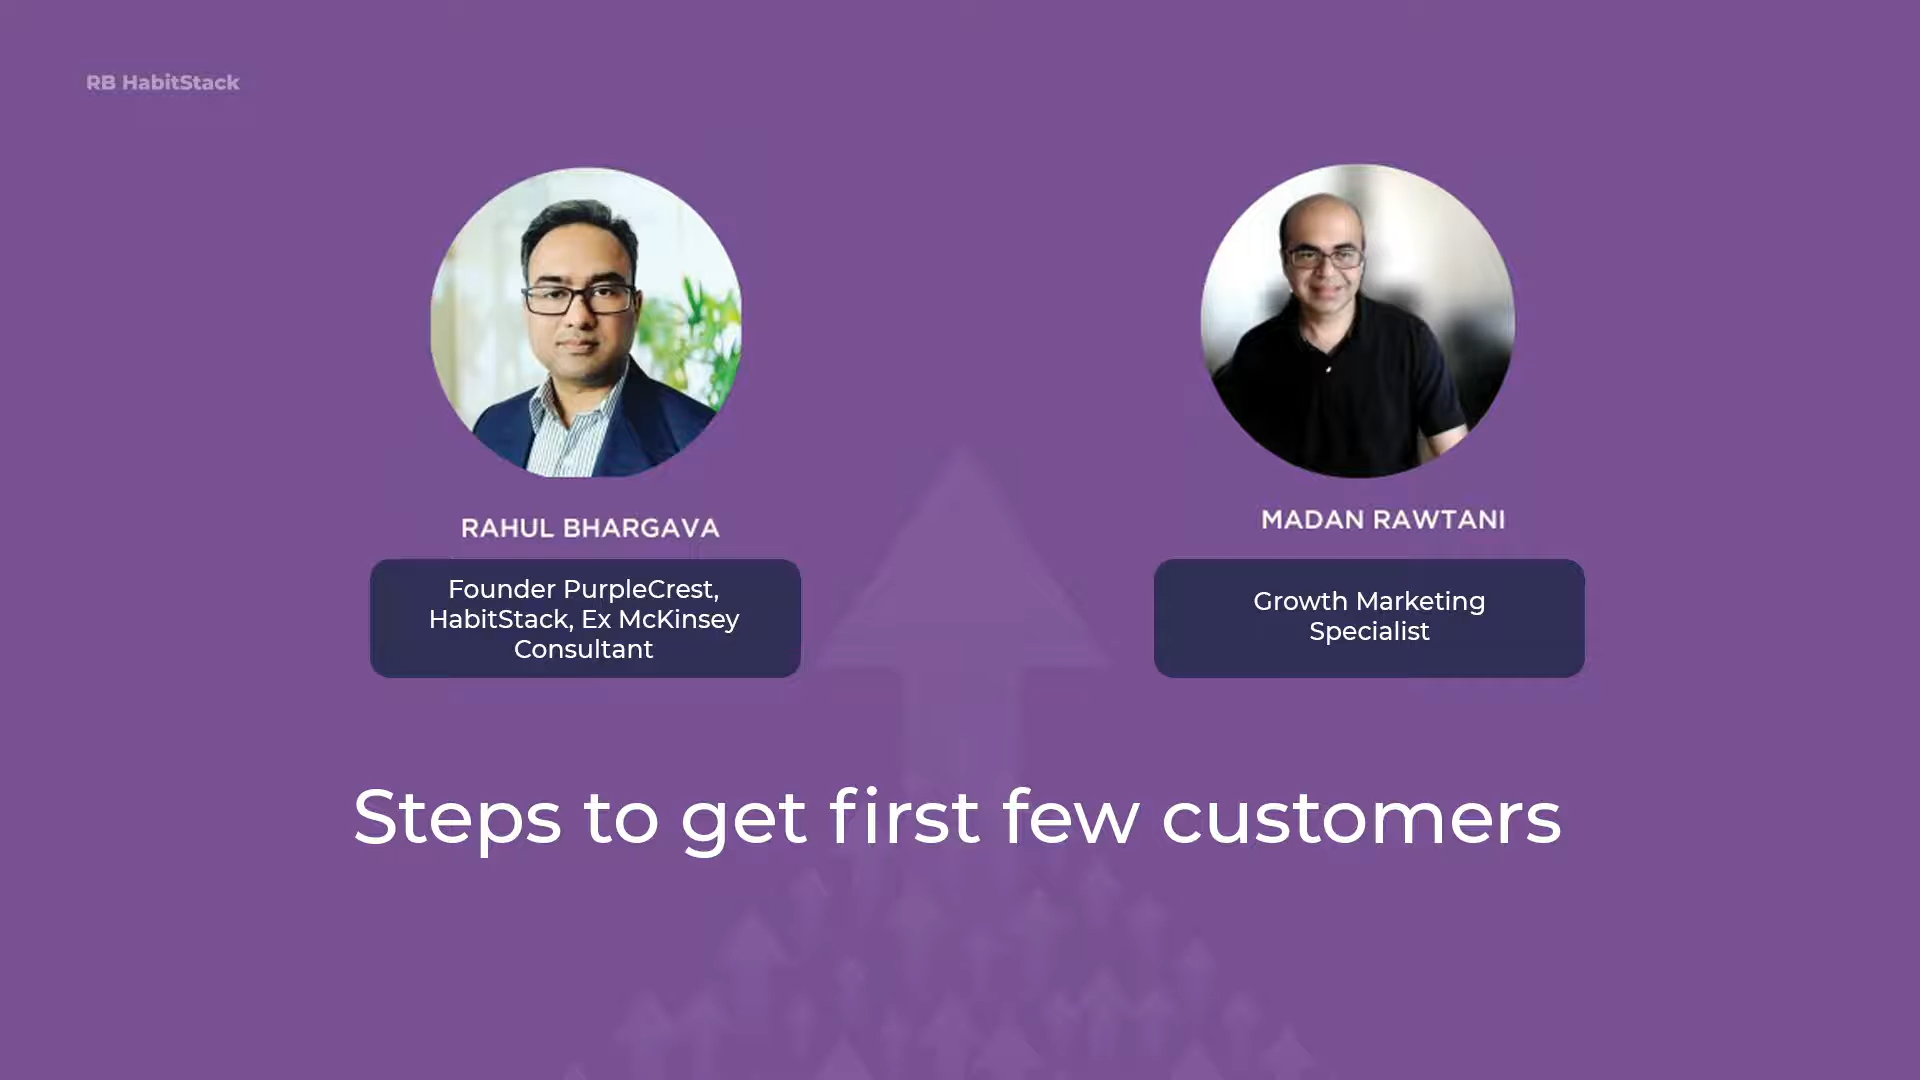 RB HabitStack
RAHUL BHARGAVA
Founder PurpleCrest,
HabitStack, Ex McKinsey
Consultant
MADAN RAWTANI
Growth Marketing
Specialist
Steps to get first few customers